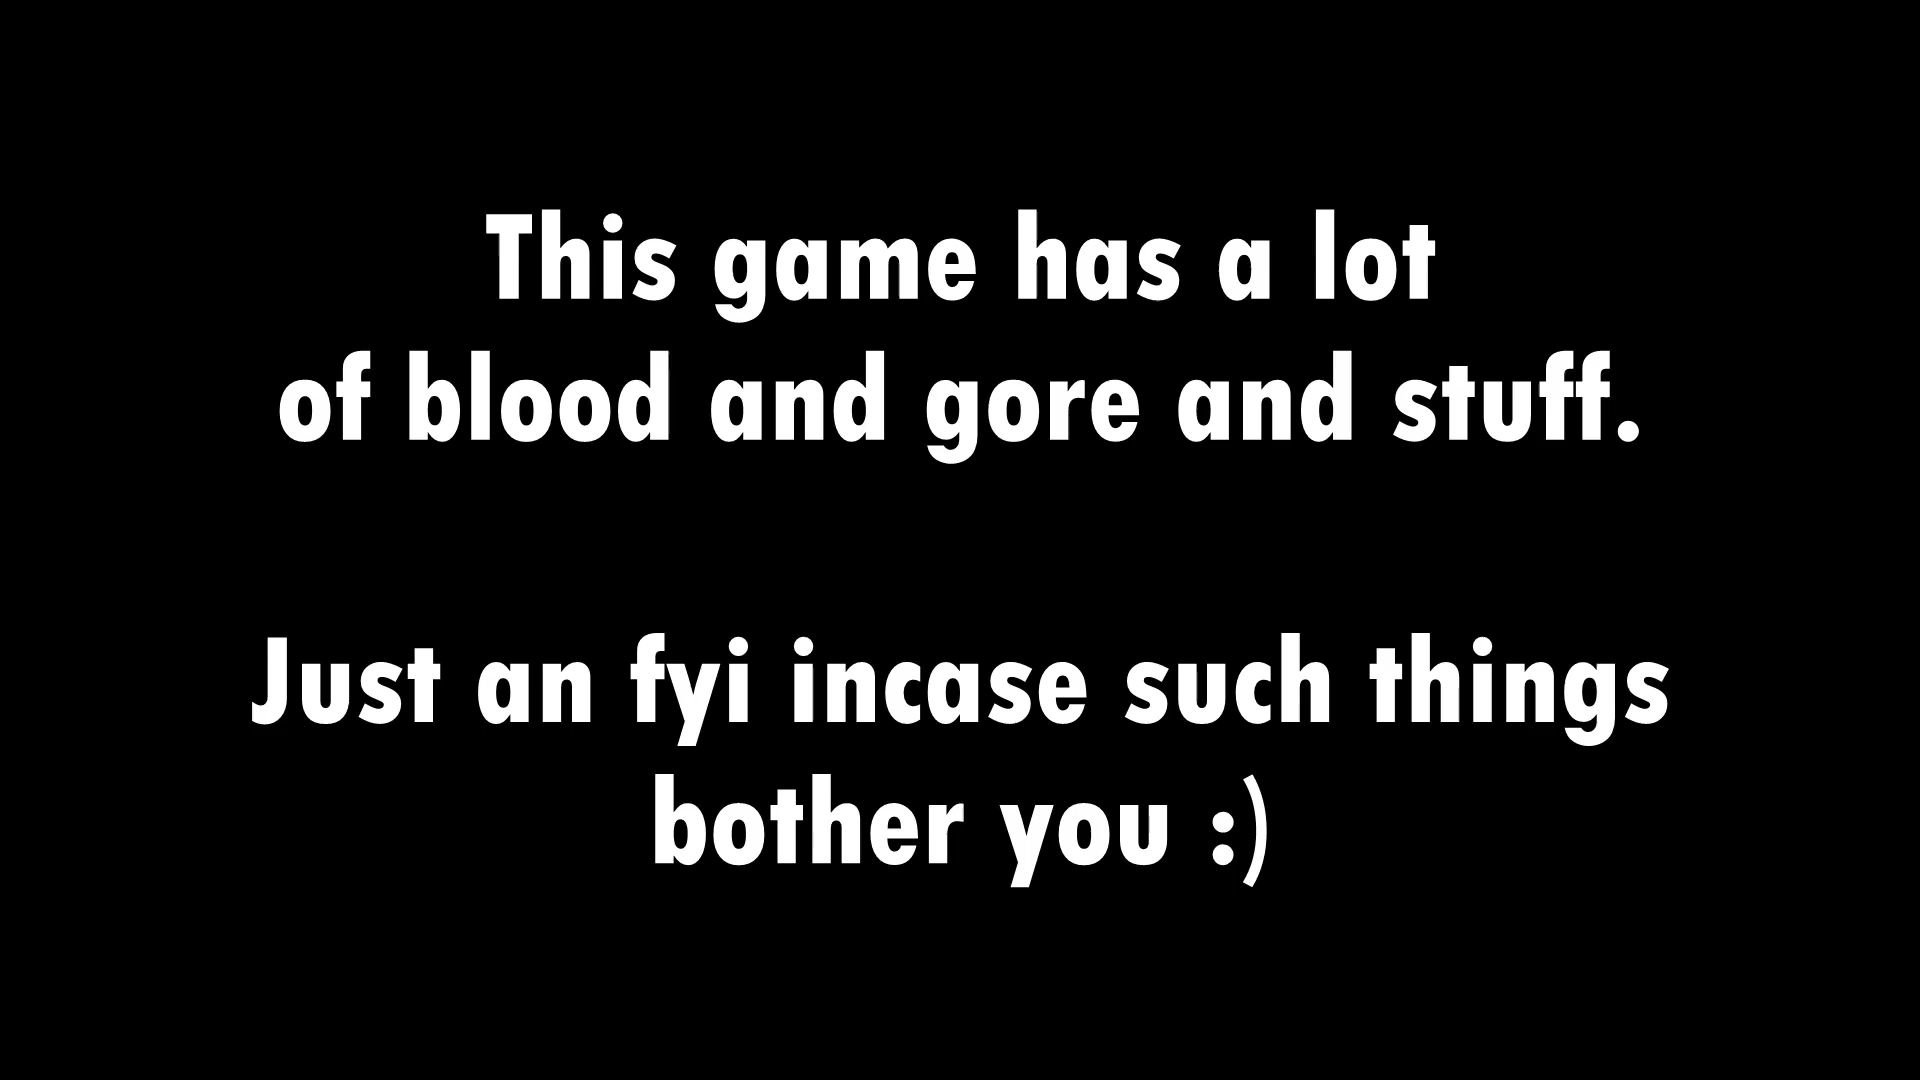 This game has a lot
of blood and gore and stuff.
Just an fyi incase such things
bother you :)